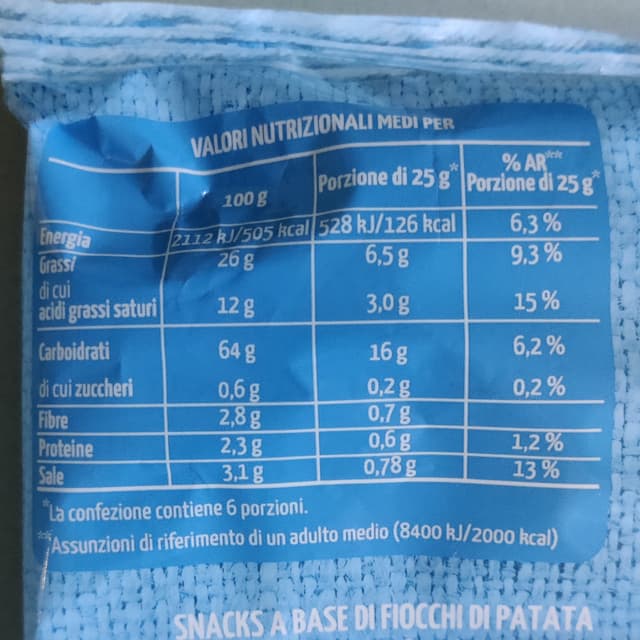 VALORI NUTRIZIONALI MEDI PER
100 g Porzione di 25 g* % AR** Porzione di 25 g*
Energia 2112 kJ/505 kcal 528 kJ/126 kcal 6,3 %
Grassi 26 g 6,5 g 9,3 %
di cui
acidi grassi saturi 12 g 3,0 g 15 %
Carboidrati 64 g 16 g 6,2 %
di cui zuccheri 0,6 g 0,2 g 0,2 %
Fibre 2,8 g 0,7 g
Proteine 2,3 g 0,6 g 1,2 %
Sale 3,1 g 0,78 g 13 %
*La confezione contiene 6 porzioni.
**Assunzioni di riferimento di un adulto medio (8400 kJ/2000 kcal)
SNACKS A BASE DI FIOCCHI DI PATATA